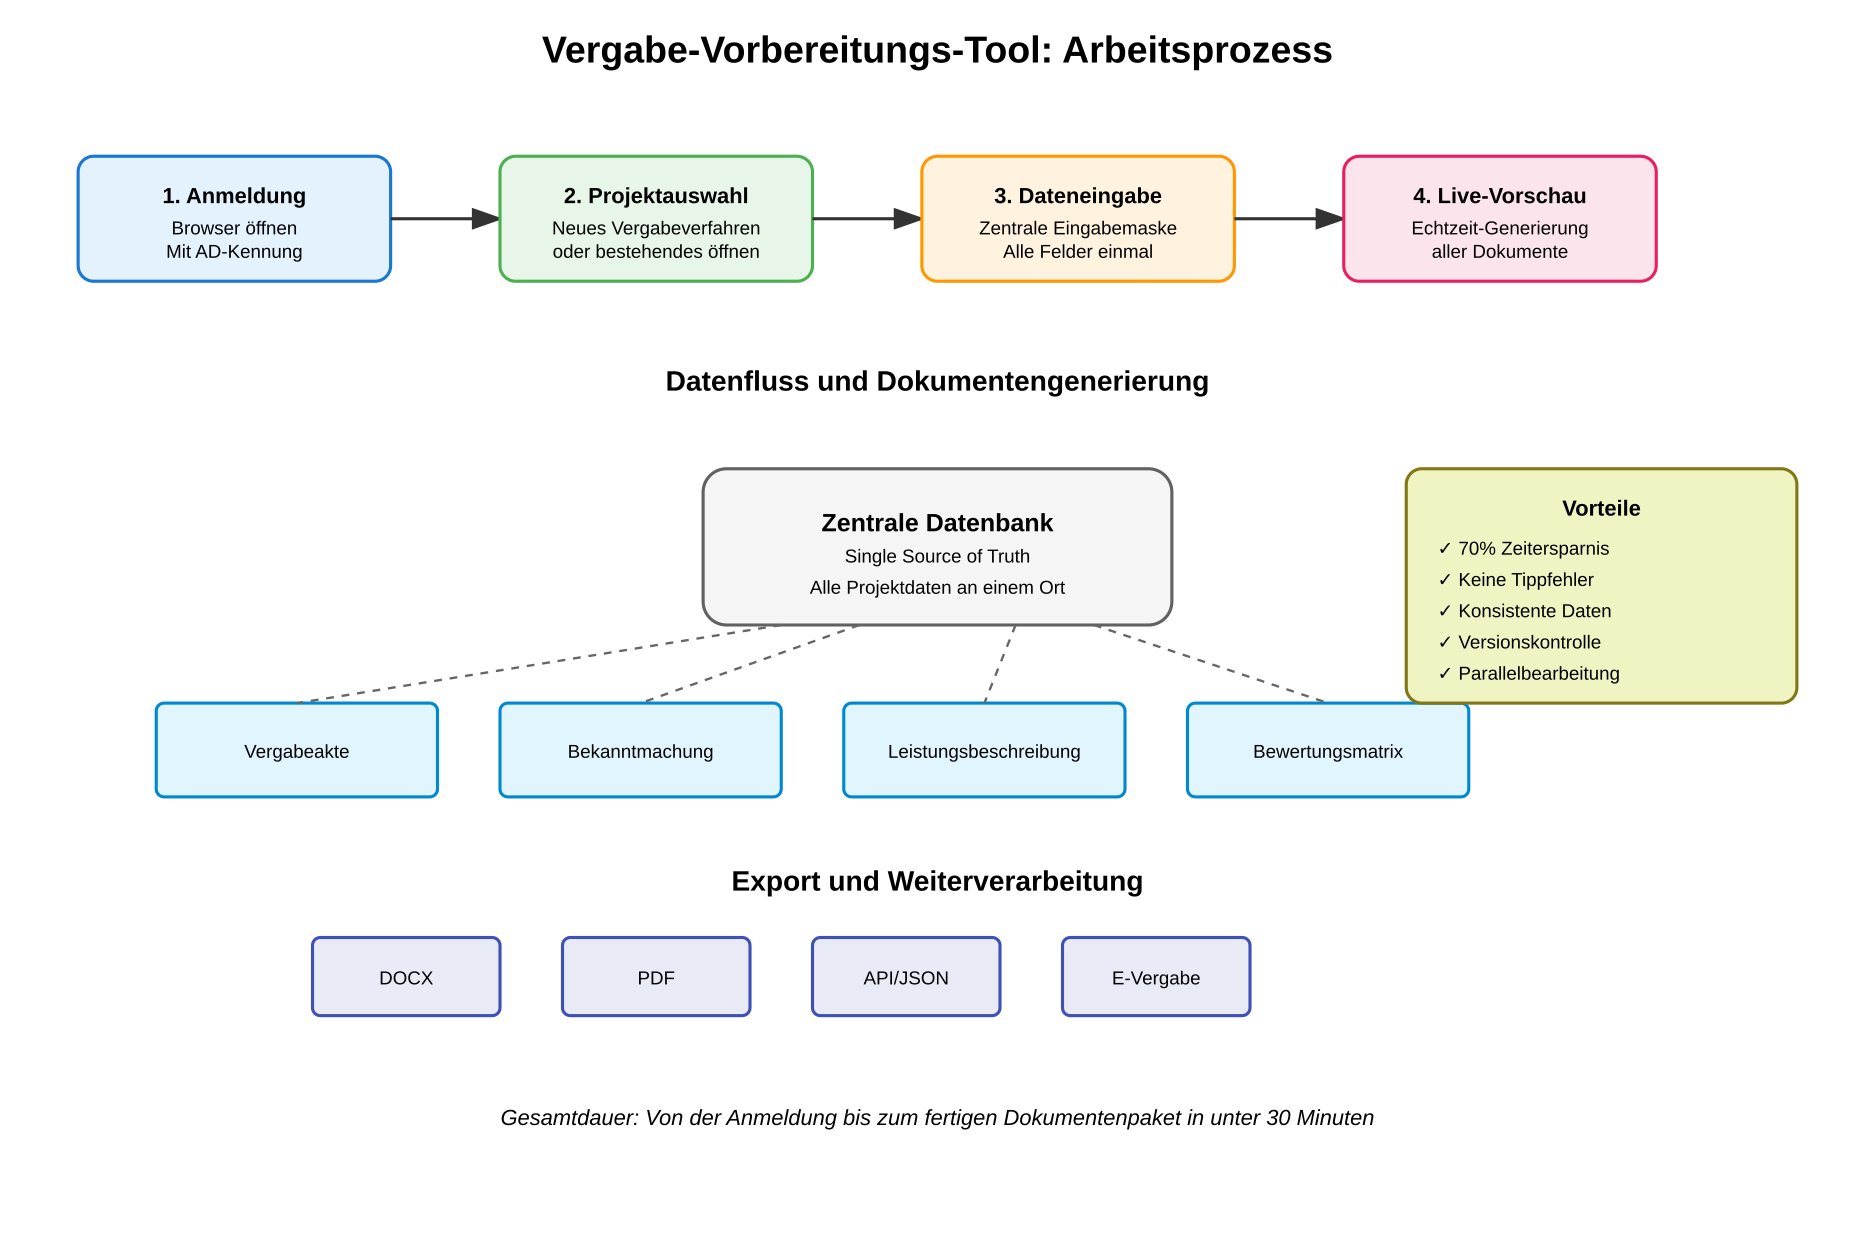 Vergabe-Vorbereitungs-Tool: Arbeitsprozess
1. Anmeldung
Browser öffnen
Mit AD-Kennung
2. Projektauswahl
Neues Vergabeverfahren
oder bestehendes öffnen
3. Dateneingabe
Zentrale Eingabemaske
Alle Felder einmal
4. Live-Vorschau
Echtzeit-Generierung
aller Dokumente
Datenfluss und Dokumentengenerierung
Zentrale Datenbank
Single Source of Truth
Alle Projektdaten an einem Ort
Vorteile
✓ 70% Zeitersparnis
✓ Keine Tippfehler
✓ Konsistente Daten
✓ Versionskontrolle
✓ Parallelbearbeitung
Vergabeakte
Bekanntmachung
Leistungsbeschreibung
Bewertungsmatrix
Export und Weiterverarbeitung
DOCX
PDF
API/JSON
E-Vergabe
Gesamtdauer: Von der Anmeldung bis zum fertigen Dokumentenpaket in unter 30 Minuten